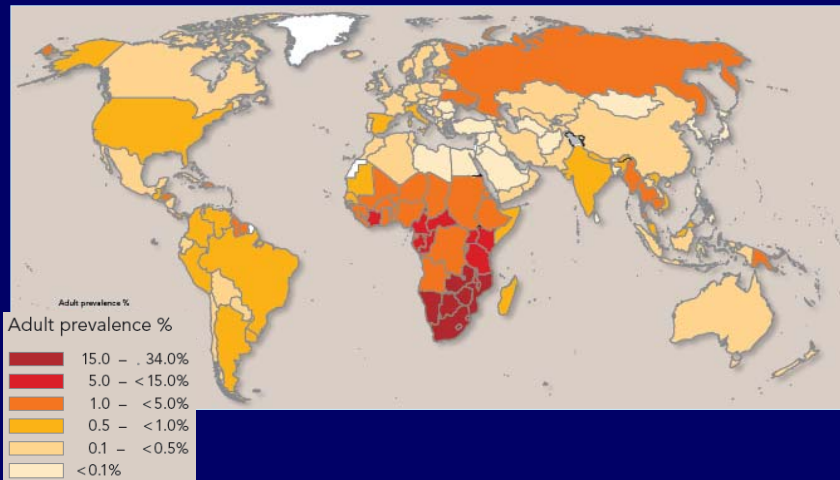 Adult prevalence %
Adult prevalence %
15.0 – . 34.0%
5.0 – <15.0%
1.0 – <5.0%
0.5 – <1.0%
0.1 – <0.5%
<0.1%